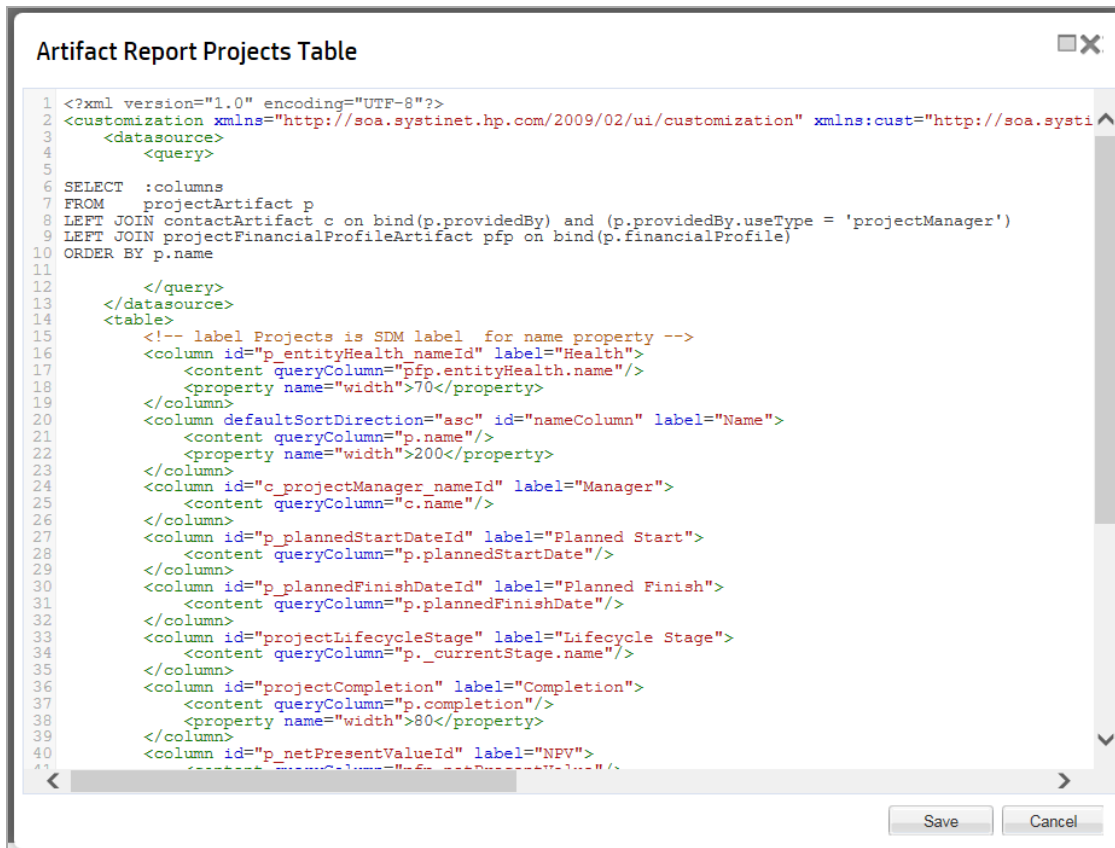 Artifact Report Projects Table
1 <?xml version="1.0" encoding="UTF-8"?>
2 <customization xmlns="http://soa.systinet.hp.com/2009/02/ui/customization" xmlns:cust="http://soa.systi
3     <datasource>
4         <query>
5
6 SELECT  :columns
7 FROM    projectArtifact p
8 LEFT JOIN contactArtifact c on bind(p.providedBy) and (p.providedBy.useType = 'projectManager')
9 LEFT JOIN projectFinancialProfileArtifact pfp on bind(p.financialProfile)
10 ORDER BY p.name
11
12         </query>
13     </datasource>
14     <table>
15         <!-- label Projects is SDM label  for name property -->
16         <column id="p_entityHealth_nameId" label="Health">
17             <content queryColumn="pfp.entityHealth.name"/>
18             <property name="width">70</property>
19         </column>
20         <column defaultSortDirection="asc" id="nameColumn" label="Name">
21             <content queryColumn="p.name"/>
22             <property name="width">200</property>
23         </column>
24         <column id="c_projectManager_nameId" label="Manager">
25             <content queryColumn="c.name"/>
26         </column>
27         <column id="p_plannedStartDateId" label="Planned Start">
28             <content queryColumn="p.plannedStartDate"/>
29         </column>
30         <column id="p_plannedFinishDateId" label="Planned Finish">
31             <content queryColumn="p.plannedFinishDate"/>
32         </column>
33         <column id="projectLifecycleStage" label="Lifecycle Stage">
34             <content queryColumn="p._currentStage.name"/>
35         </column>
36         <column id="projectCompletion" label="Completion">
37             <content queryColumn="p.completion"/>
38             <property name="width">80</property>
39         </column>
40         <column id="p_netPresentValueId" label="NPV">
41             <content queryColumn="pfp.netPresentValue"/>
Save
Cancel